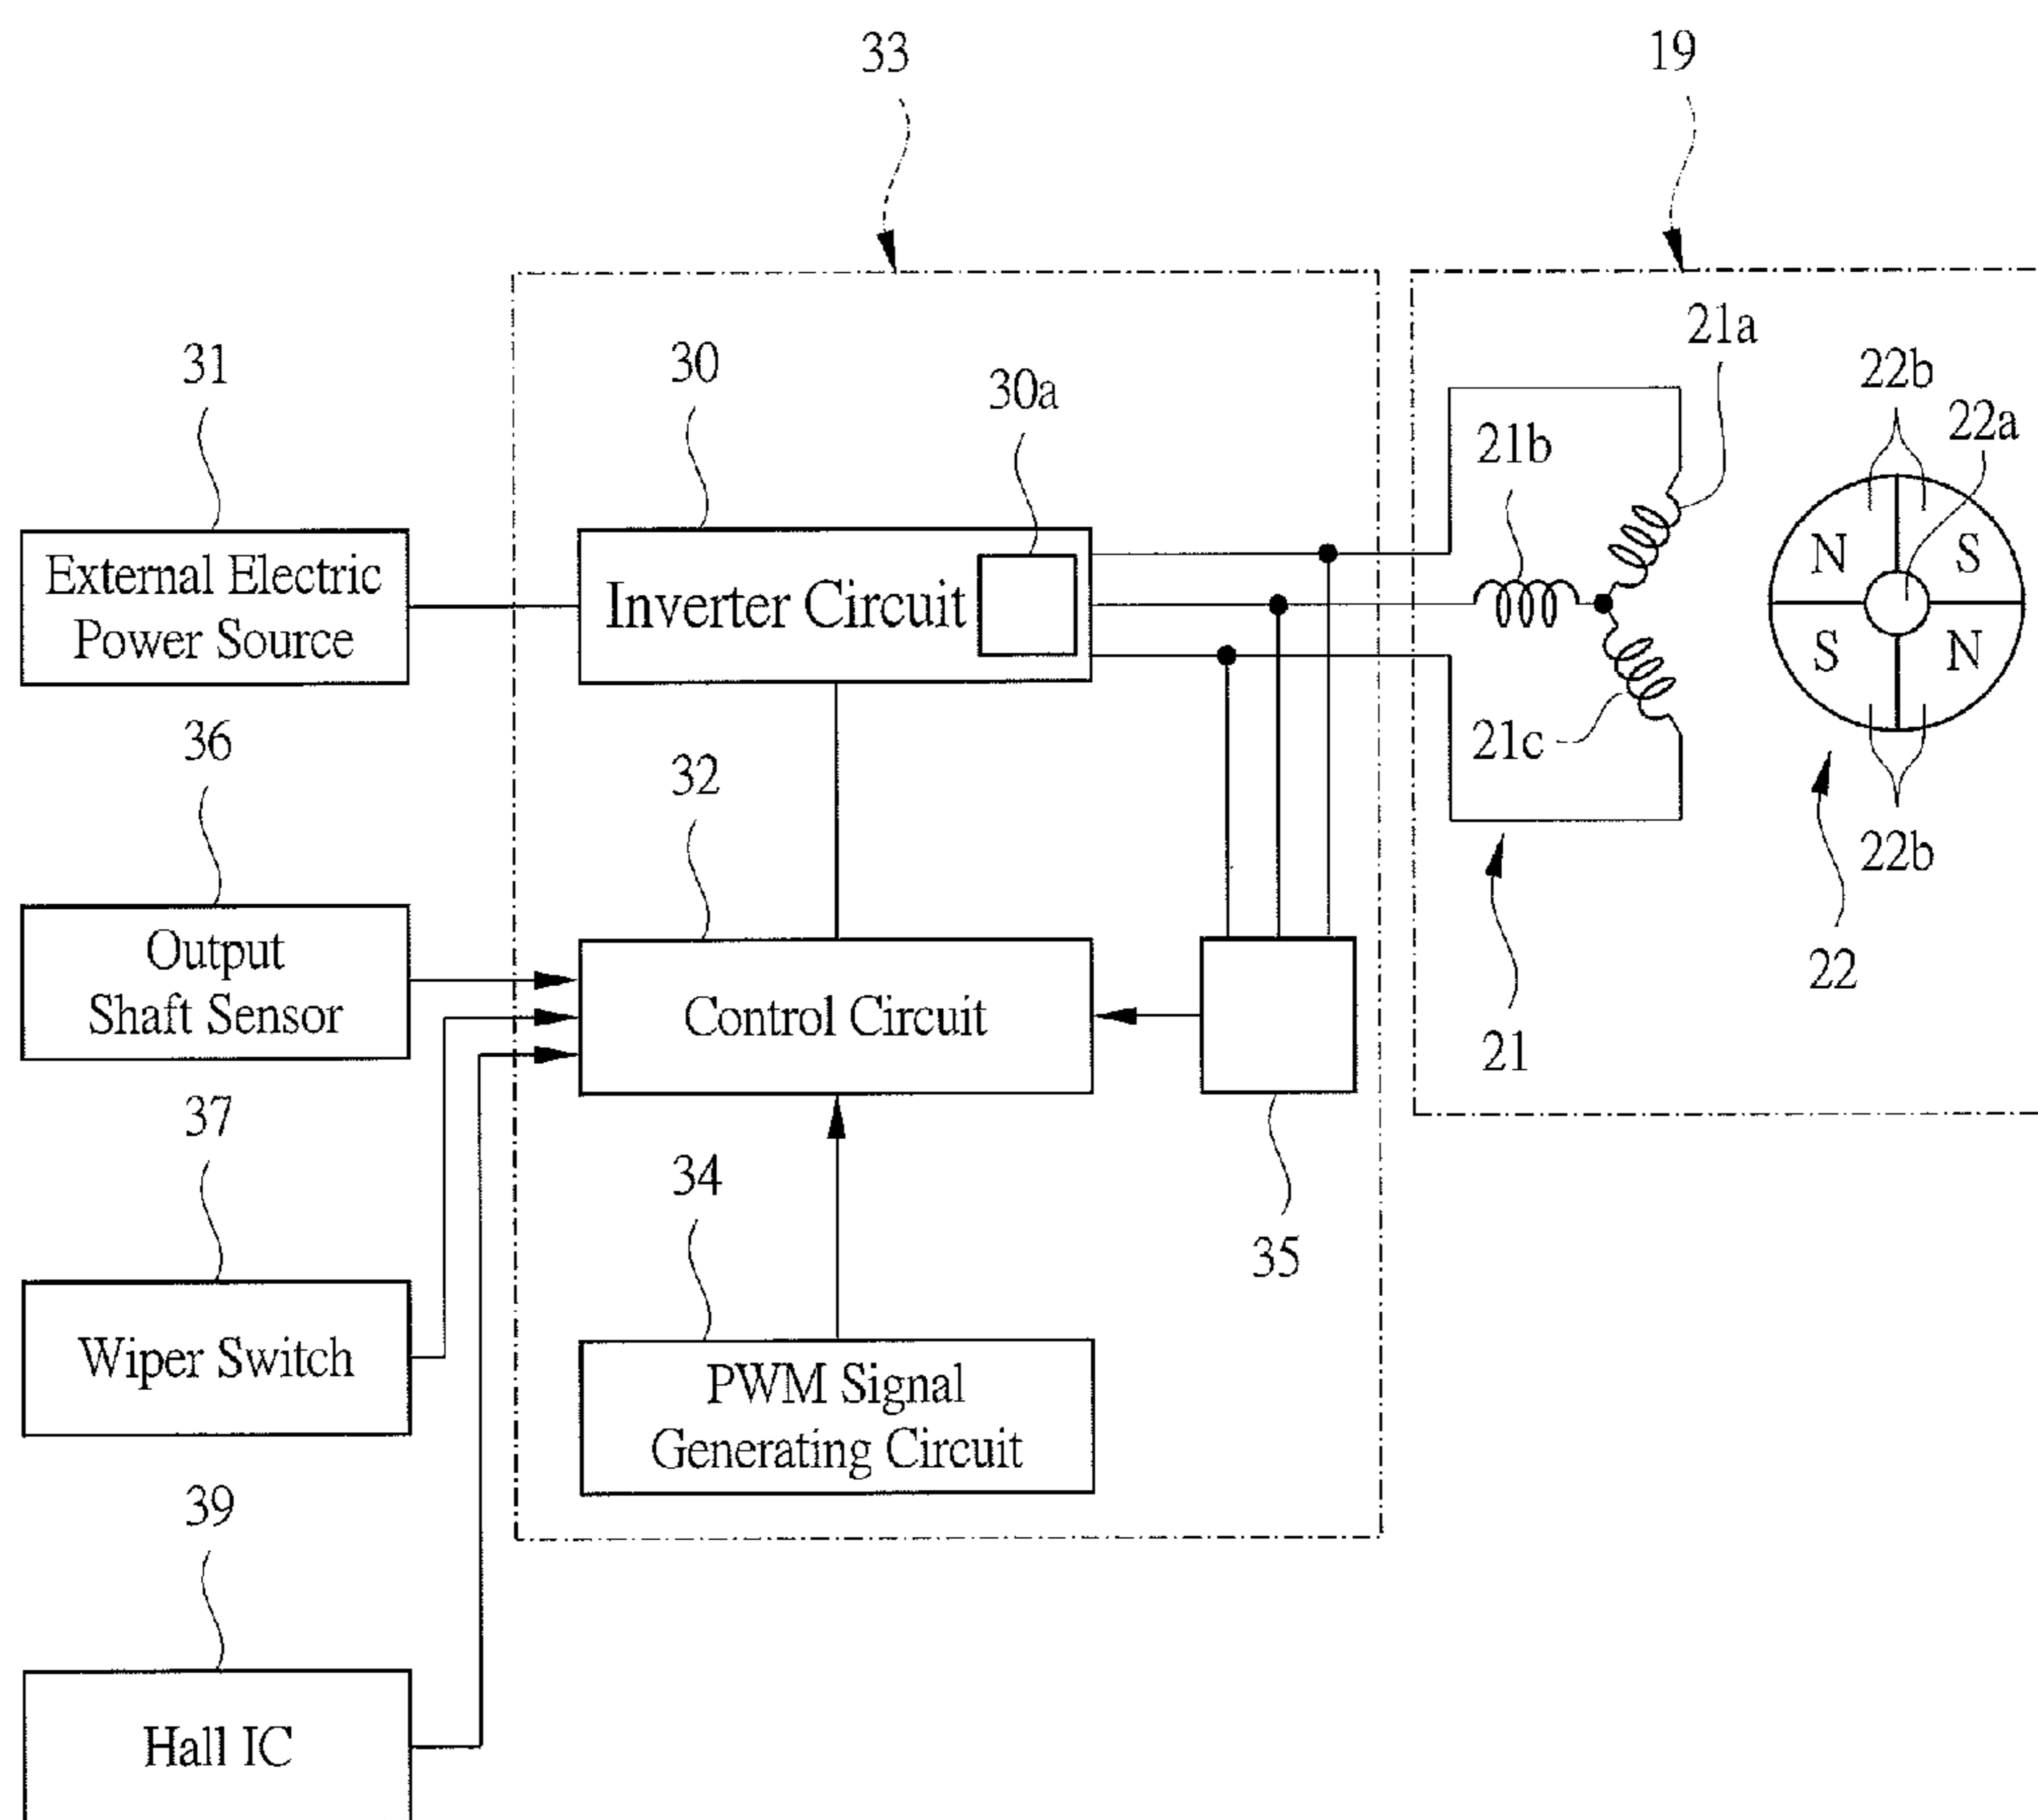 33
19
31
30
30a
21a
21b
22b
22a
External Electric
Power Source
Inverter Circuit
N
S
S
N
36
32
21c
22b
22
21
Output
Shaft Sensor
Control Circuit
37
34
35
Wiper Switch
PWM Signal
Generating Circuit
39
Hall IC